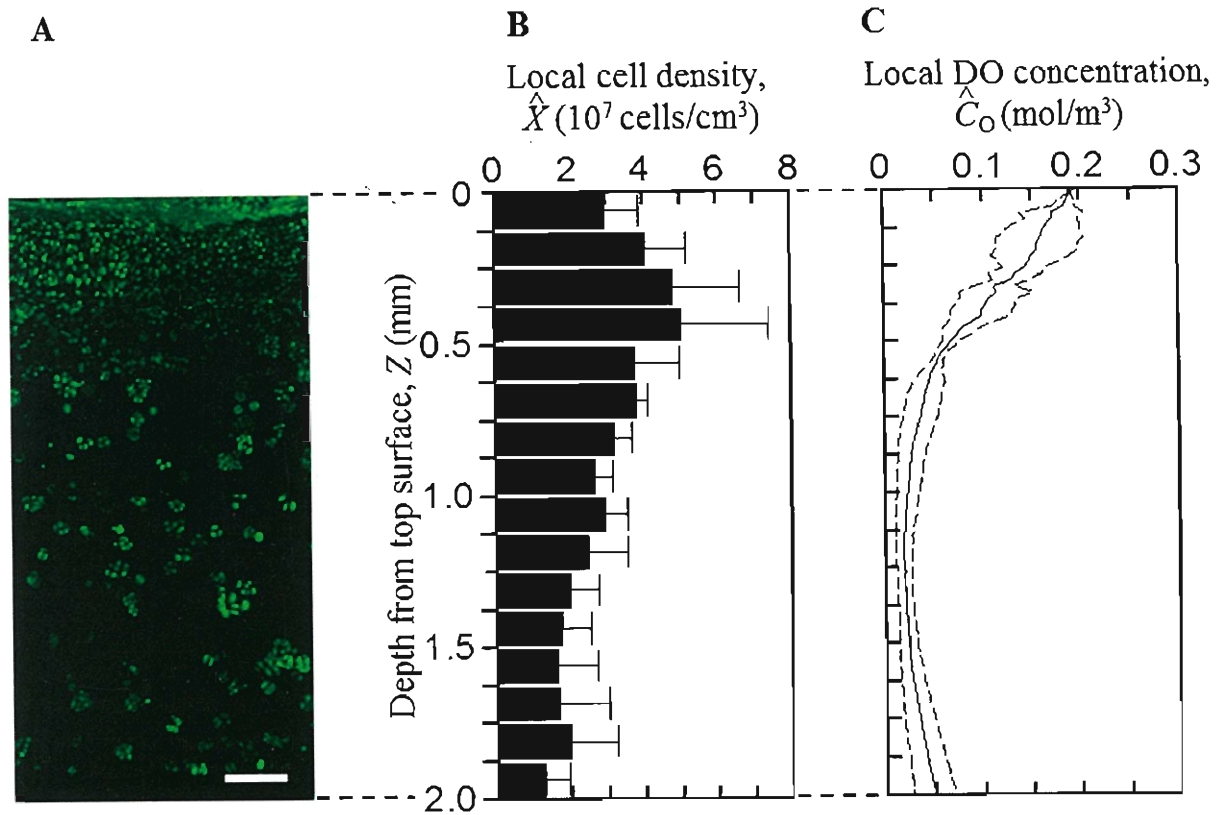 A
B
Local cell density,
X̂ (10⁷ cells/cm³)
0 2 4 6 8
Depth from top surface, Z (mm)
0
0.5
1.0
1.5
2.0
C
Local DO concentration,
Ĉ_O (mol/m³)
0 0.1 0.2 0.3